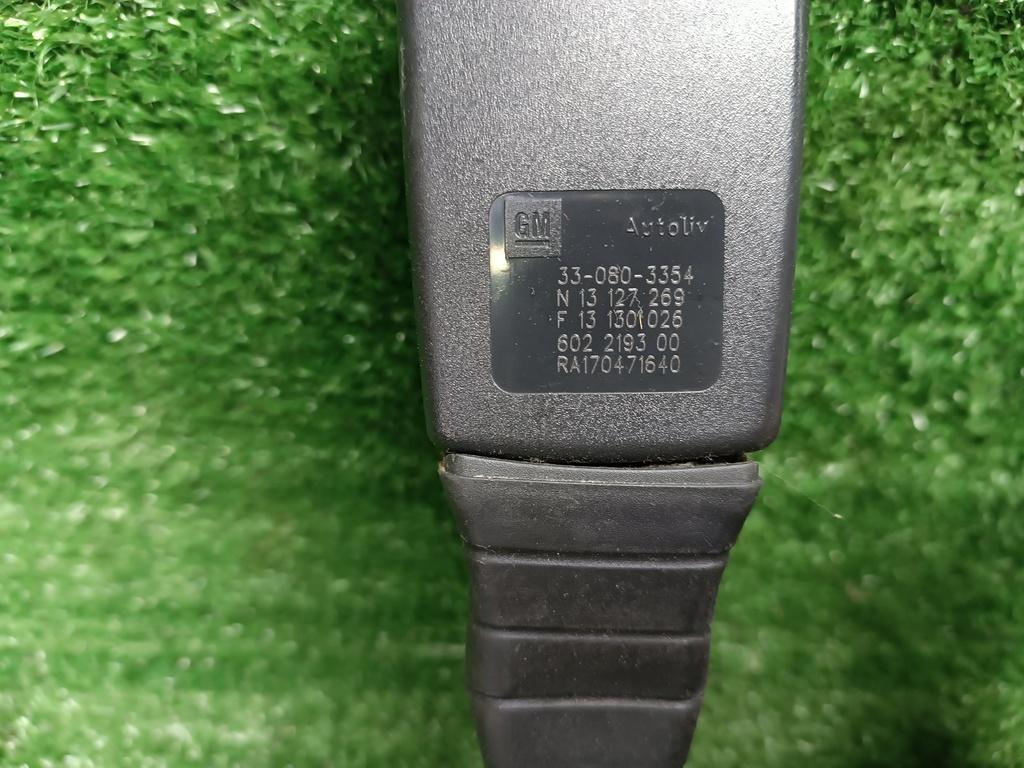 GM Autoliv
33-080-3354
N 13 127 269
F 13 1301026
602 2193 00
RA170471640